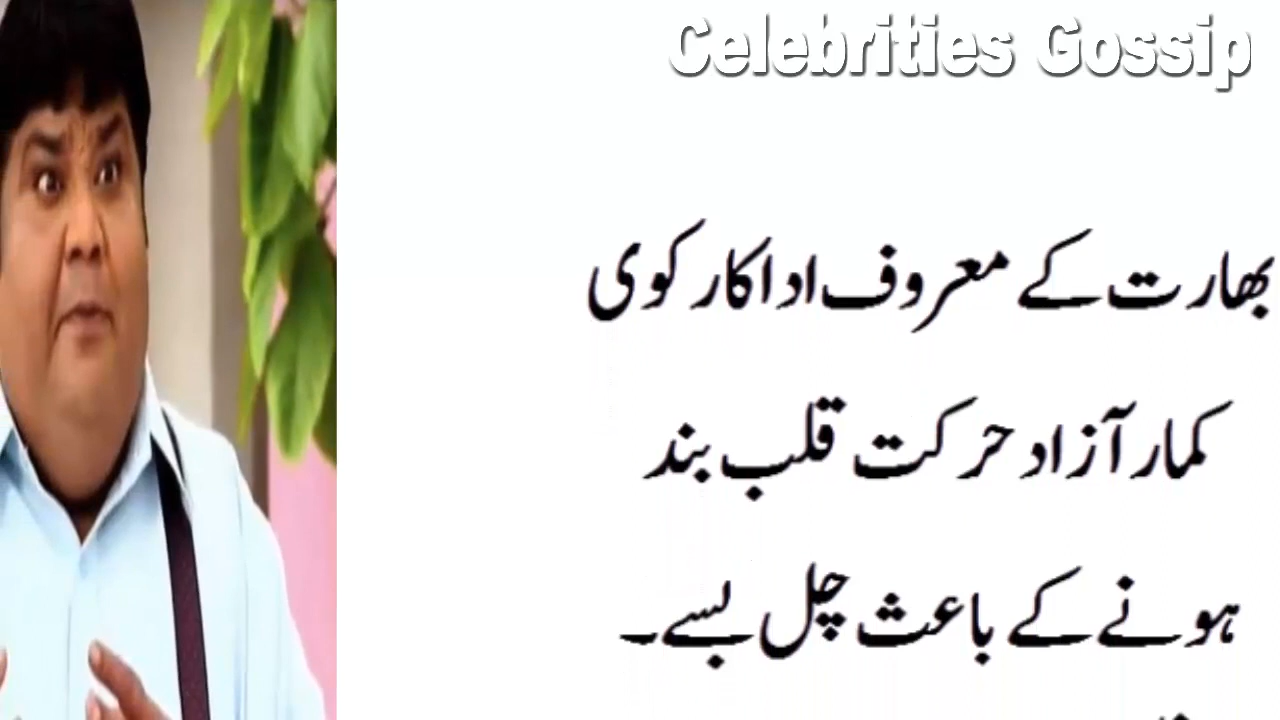 Celebrities Gossip
بھارت کے معروف اداکار کوی
کمار آزاد حرکت قلب بند
ہونے کے باعث چل بسے۔